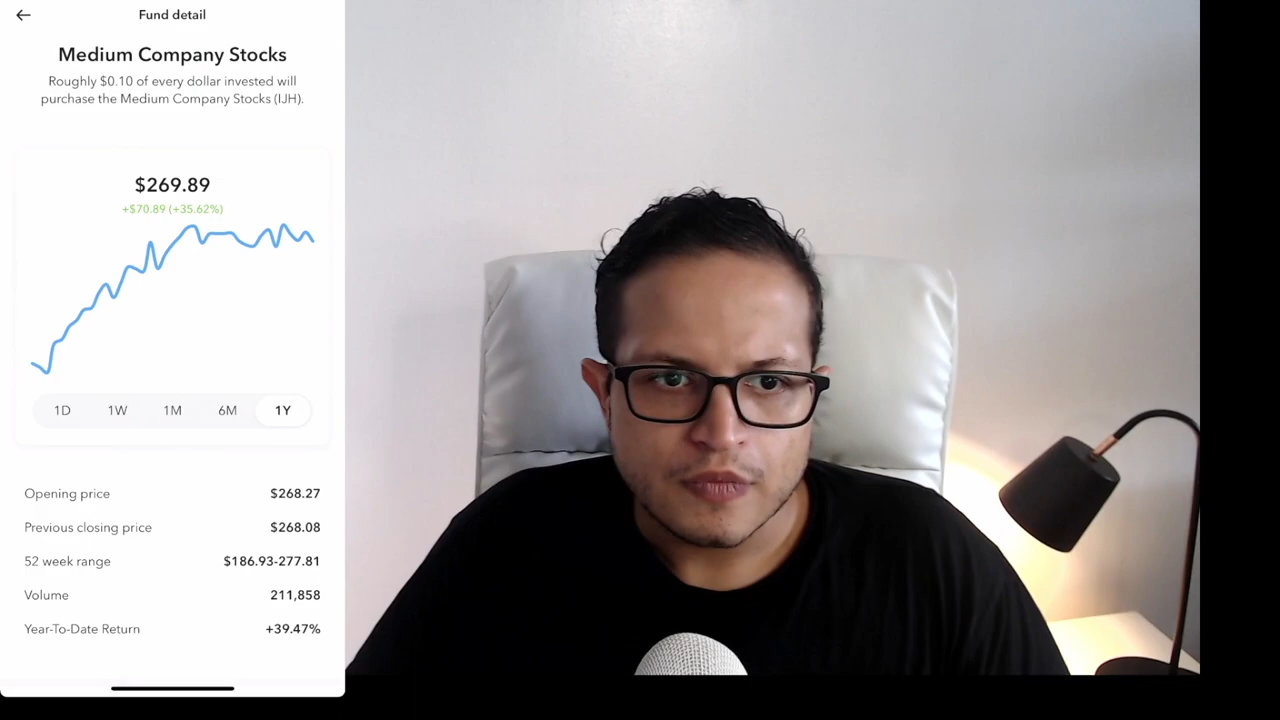 Fund detail
Medium Company Stocks
Roughly $0.10 of every dollar invested will
purchase the Medium Company Stocks (IJH).
$269.89
+$70.89 (+35.62%)
1D 1W 1M 6M 1Y
Opening price $268.27
Previous closing price $268.08
52 week range $186.93-277.81
Volume 211,858
Year-To-Date Return +39.47%